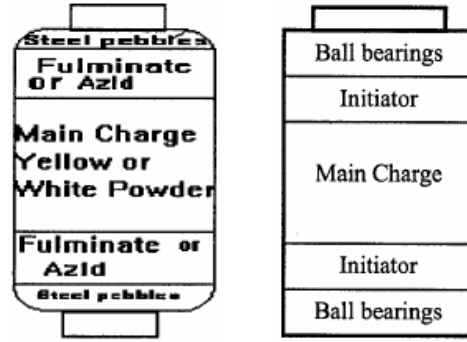 Steel pebbles
Fulminate
or Azid
Main Charge
Yellow or
White Powder
Fulminate or
Azid
Steel pebbles
Ball bearings
Initiator
Main Charge
Initiator
Ball bearings